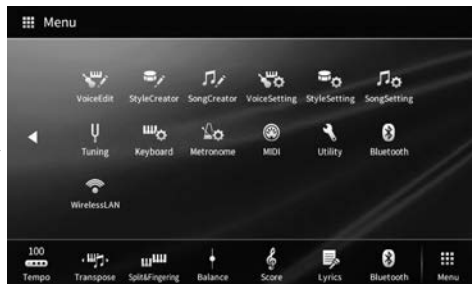 Menu
VoiceEdit StyleCreator SongCreator VoiceSetting StyleSetting SongSetting
Tuning Keyboard Metronome MIDI Utility Bluetooth
WirelessLAN
100
Tempo Transpose Split&Fingering Balance Score Lyrics Bluetooth Menu